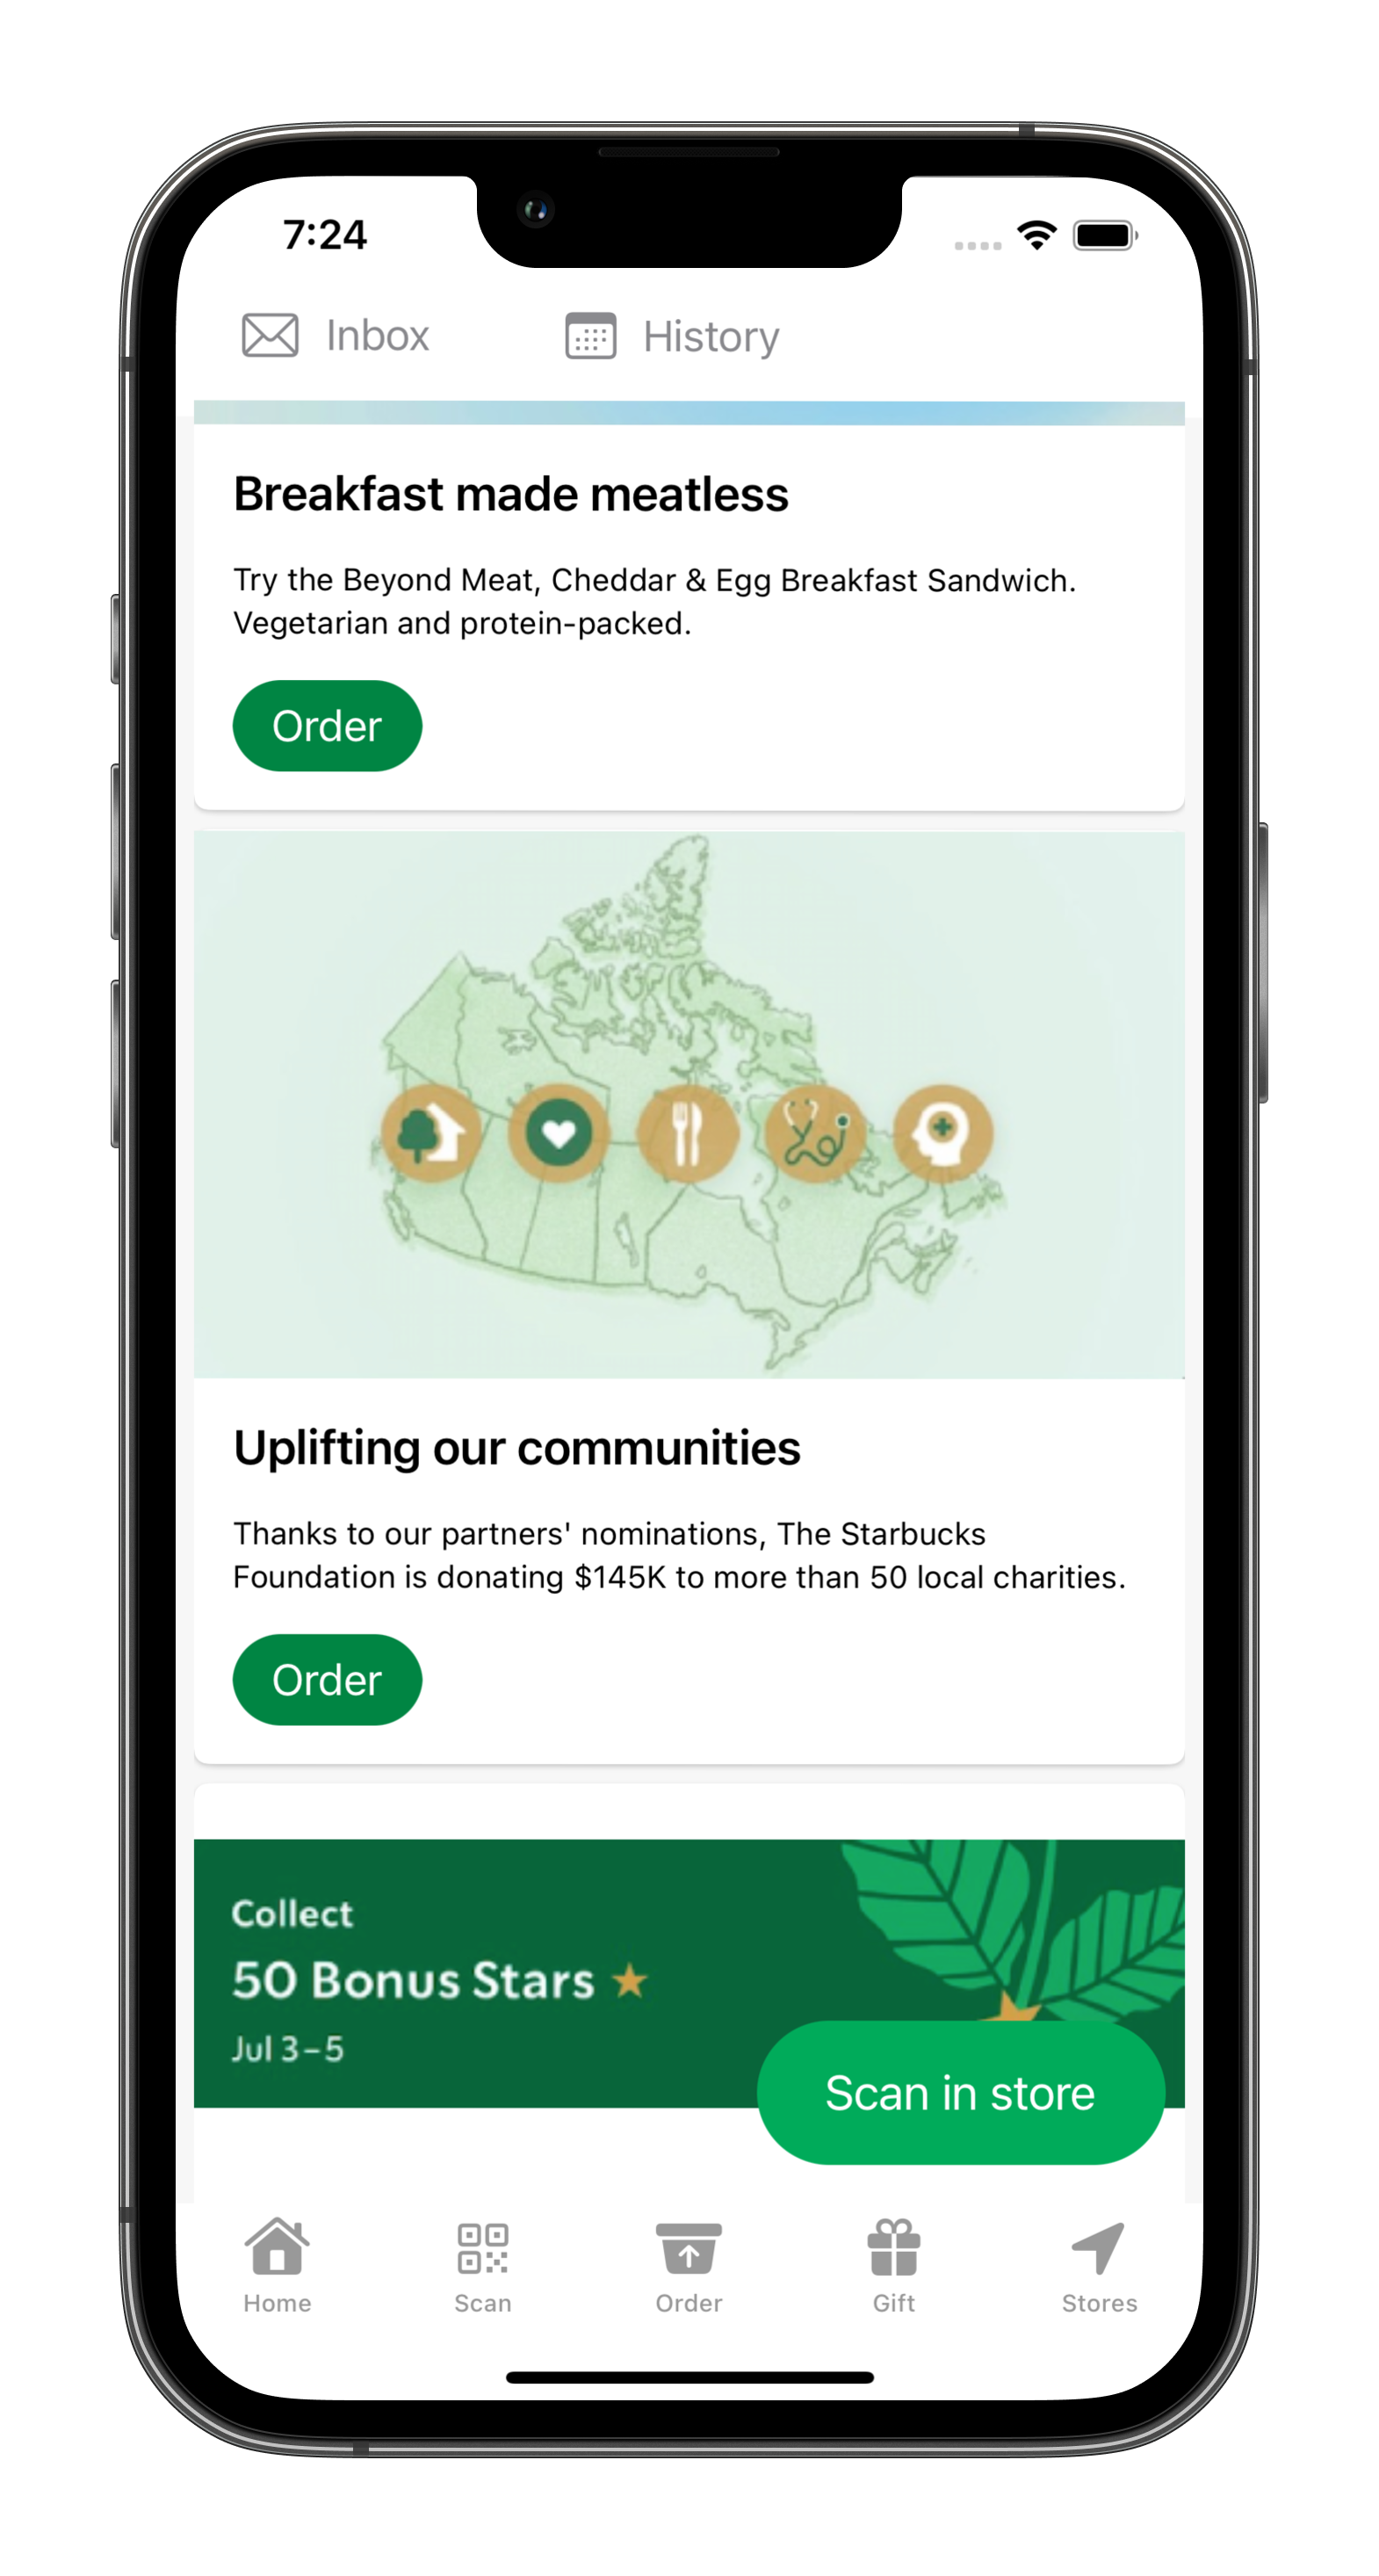 7:24
Inbox History
Breakfast made meatless
Try the Beyond Meat, Cheddar & Egg Breakfast Sandwich.
Vegetarian and protein-packed.
Order
Uplifting our communities
Thanks to our partners' nominations, The Starbucks
Foundation is donating $145K to more than 50 local charities.
Order
Collect
50 Bonus Stars
Jul 3–5
Scan in store
Home Scan Order Gift Stores